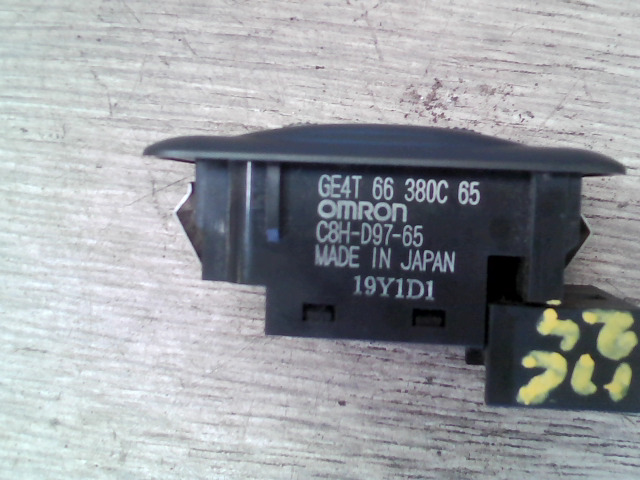 GE4T 66 380C 65
OMRON
C8H-D97-65
MADE IN JAPAN
19Y1D1